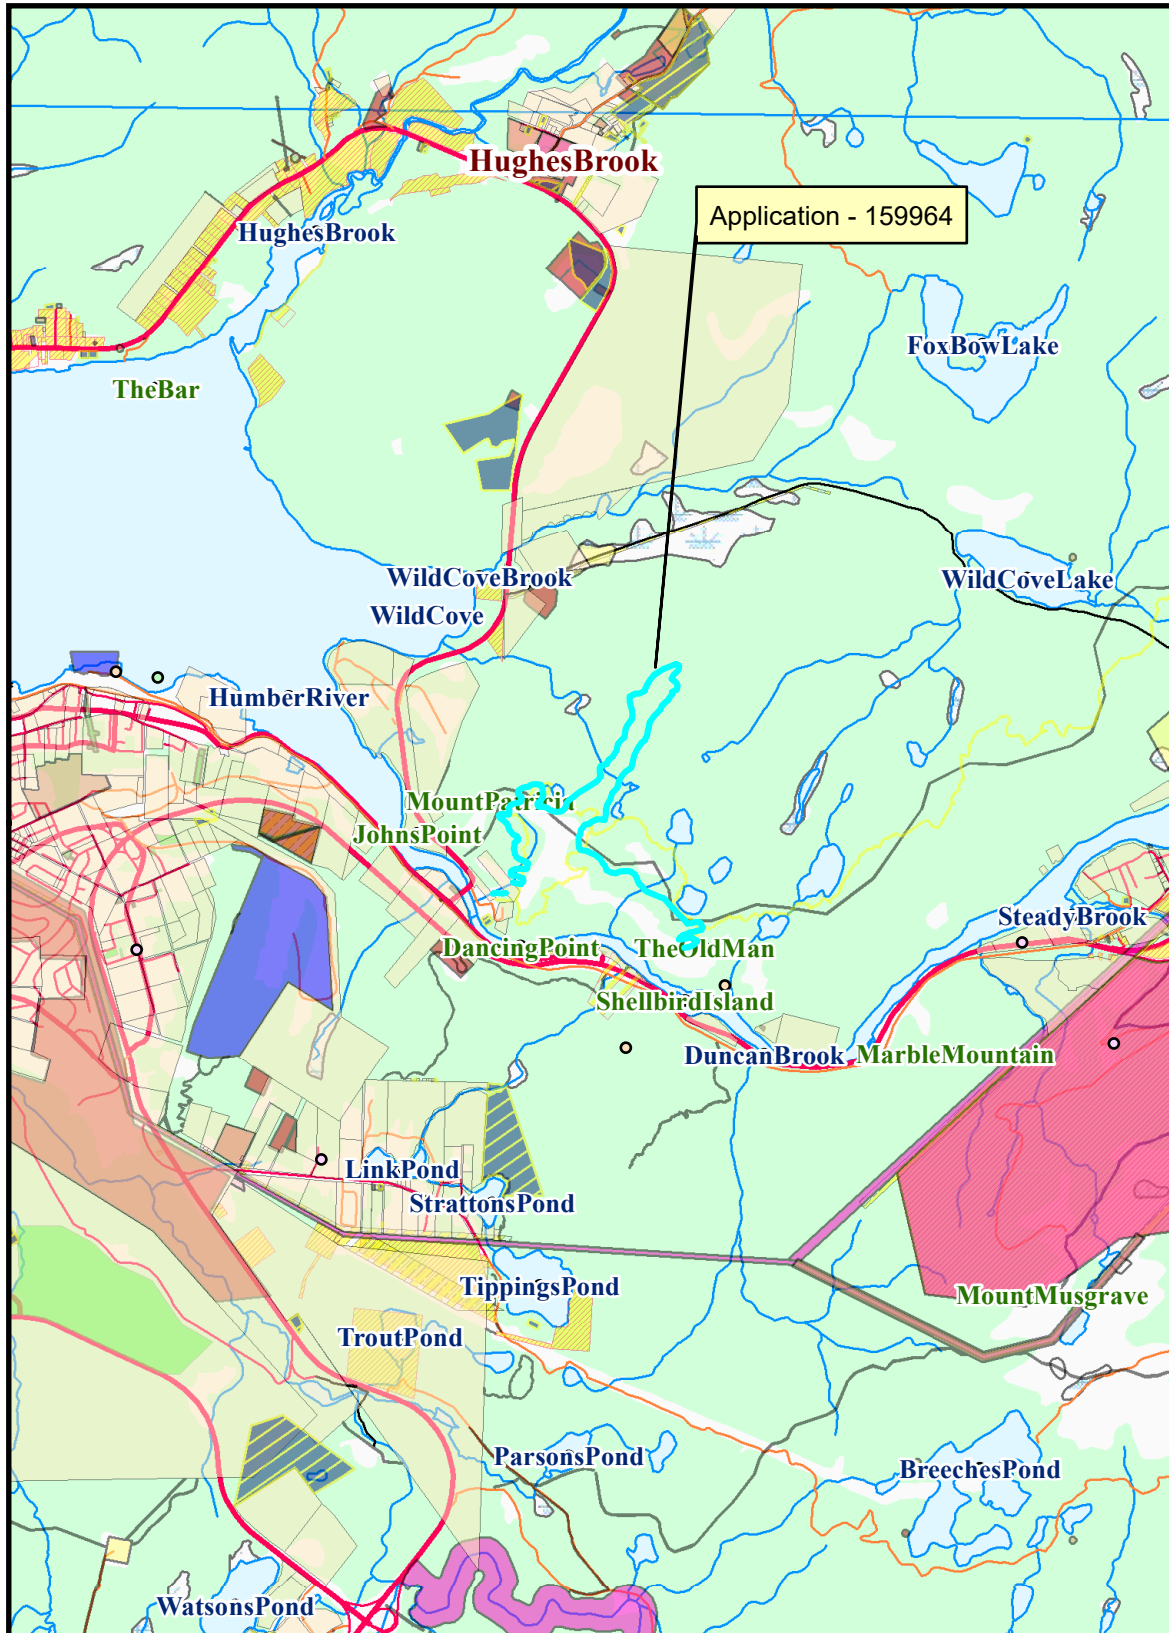 HughesBrook
Application - 159964
HughesBrook
FoxBowLake
TheBar
WildCoveBrook
WildCoveLake
WildCove
HumberRiver
MountPatricia
JohnsPoint
SteadyBrook
DancingPoint
TheOldMan
ShellbirdIsland
DuncanBrook
MarbleMountain
LinkPond
StrattonsPond
TippingsPond
MountMusgrave
TroutPond
ParsonsPond
BreechesPond
WatsonsPond